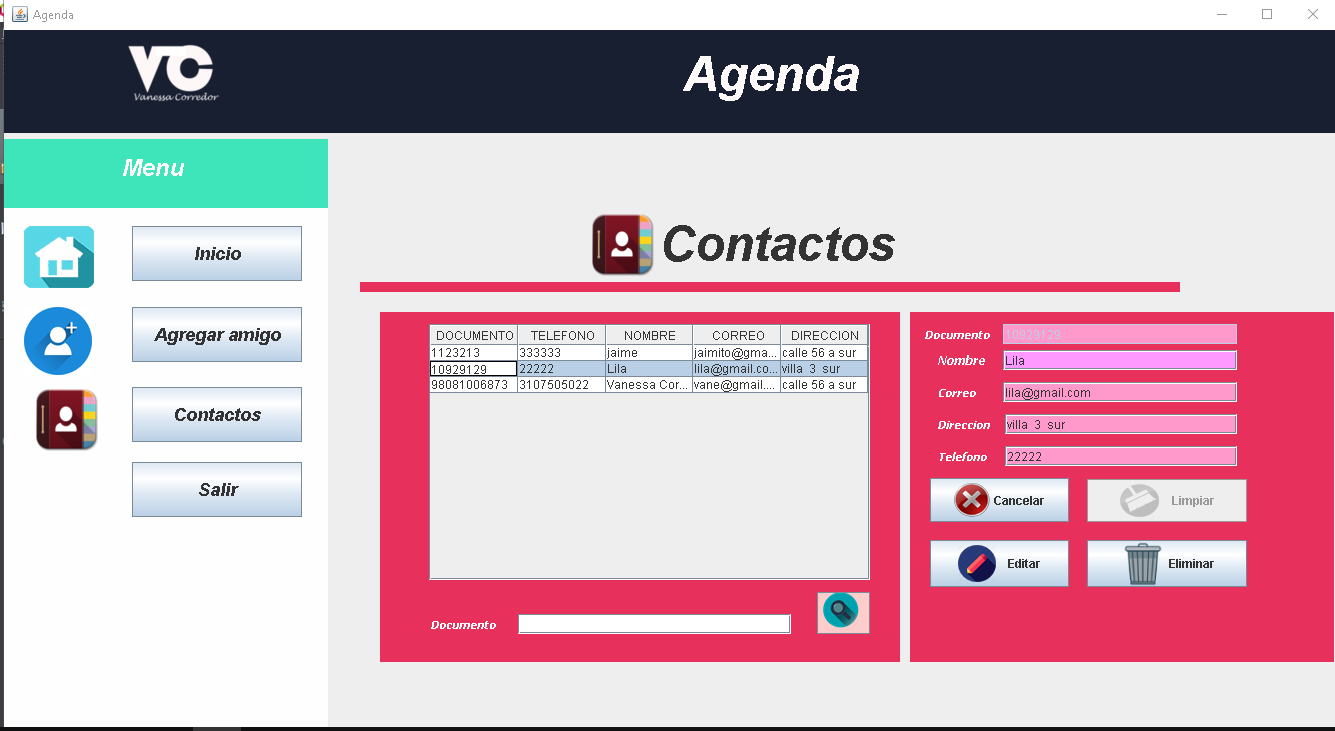 Agenda
VC
Vanessa Corredor
Agenda
Menu
Inicio
Agregar amigo
Contactos
Salir
Contactos
DOCUMENTO TELEFONO NOMBRE CORREO DIRECCION
1123213 333333 jaime jaimito@gma... calle 56 a sur
10929129 22222 Lila lila@gmail.co... villa 3 sur
98081006873 3107505022 Vanessa Cor... vane@gmail.... calle 56 a sur
Documento
Documento 10929129
Nombre Lila
Correo lila@gmail.com
Direccion villa 3 sur
Telefono 22222
Cancelar Limpiar
Editar Eliminar